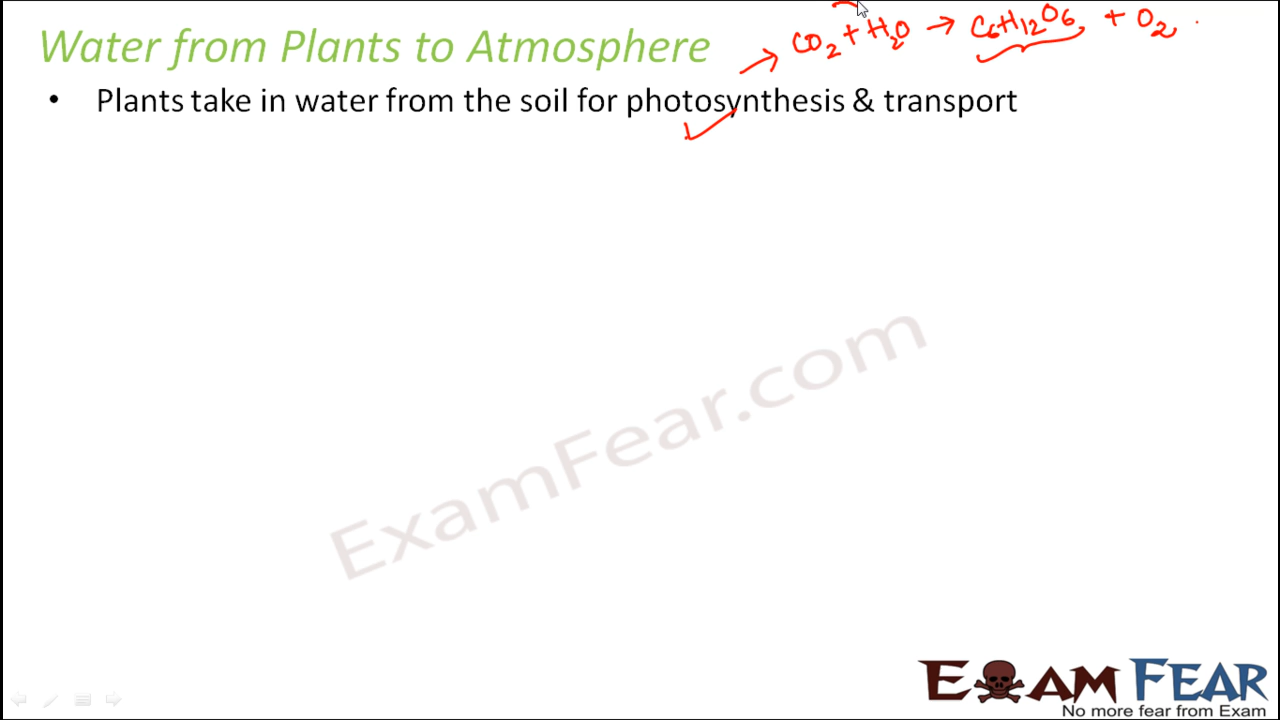 Water from Plants to Atmosphere
→ CO₂ + H₂O → C₆H₁₂O₆ + O₂
• Plants take in water from the soil for photosynthesis & transport
ExamFear.com
EXAM FEAR
No more fear from Exam